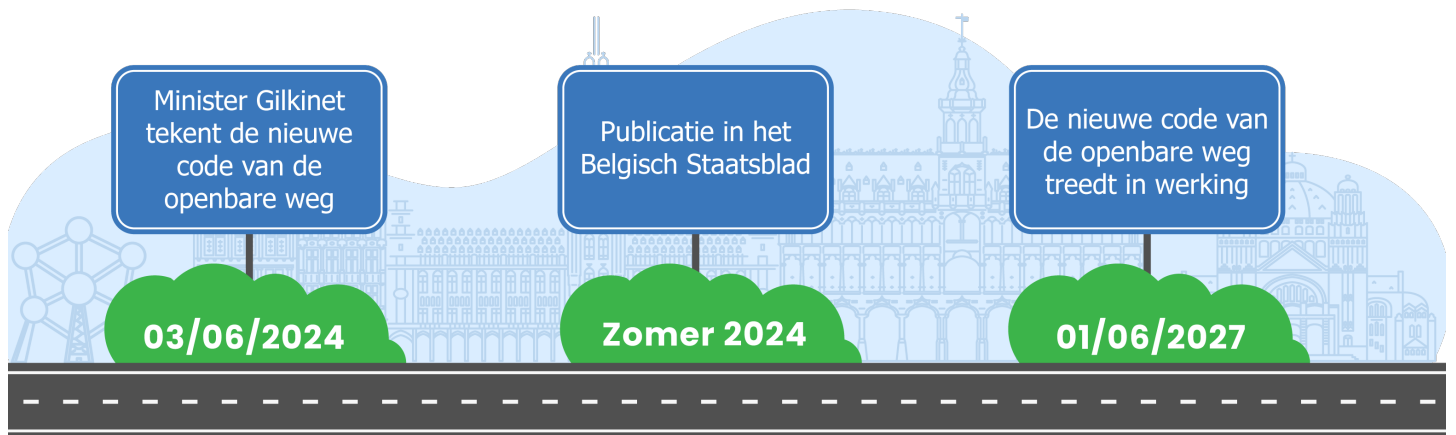 Minister Gilkinet
tekent de nieuwe
code van de
openbare weg
03/06/2024
Publicatie in het
Belgisch Staatsblad
Zomer 2024
De nieuwe code van
de openbare weg
treedt in werking
01/06/2027